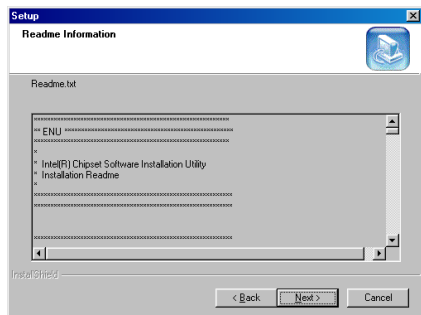 Setup
Readme Information
Readme.txt
** ENU **
*
* Intel(R) Chipset Software Installation Utility
* Installation Readme
*
InstallShield
< Back
Next >
Cancel